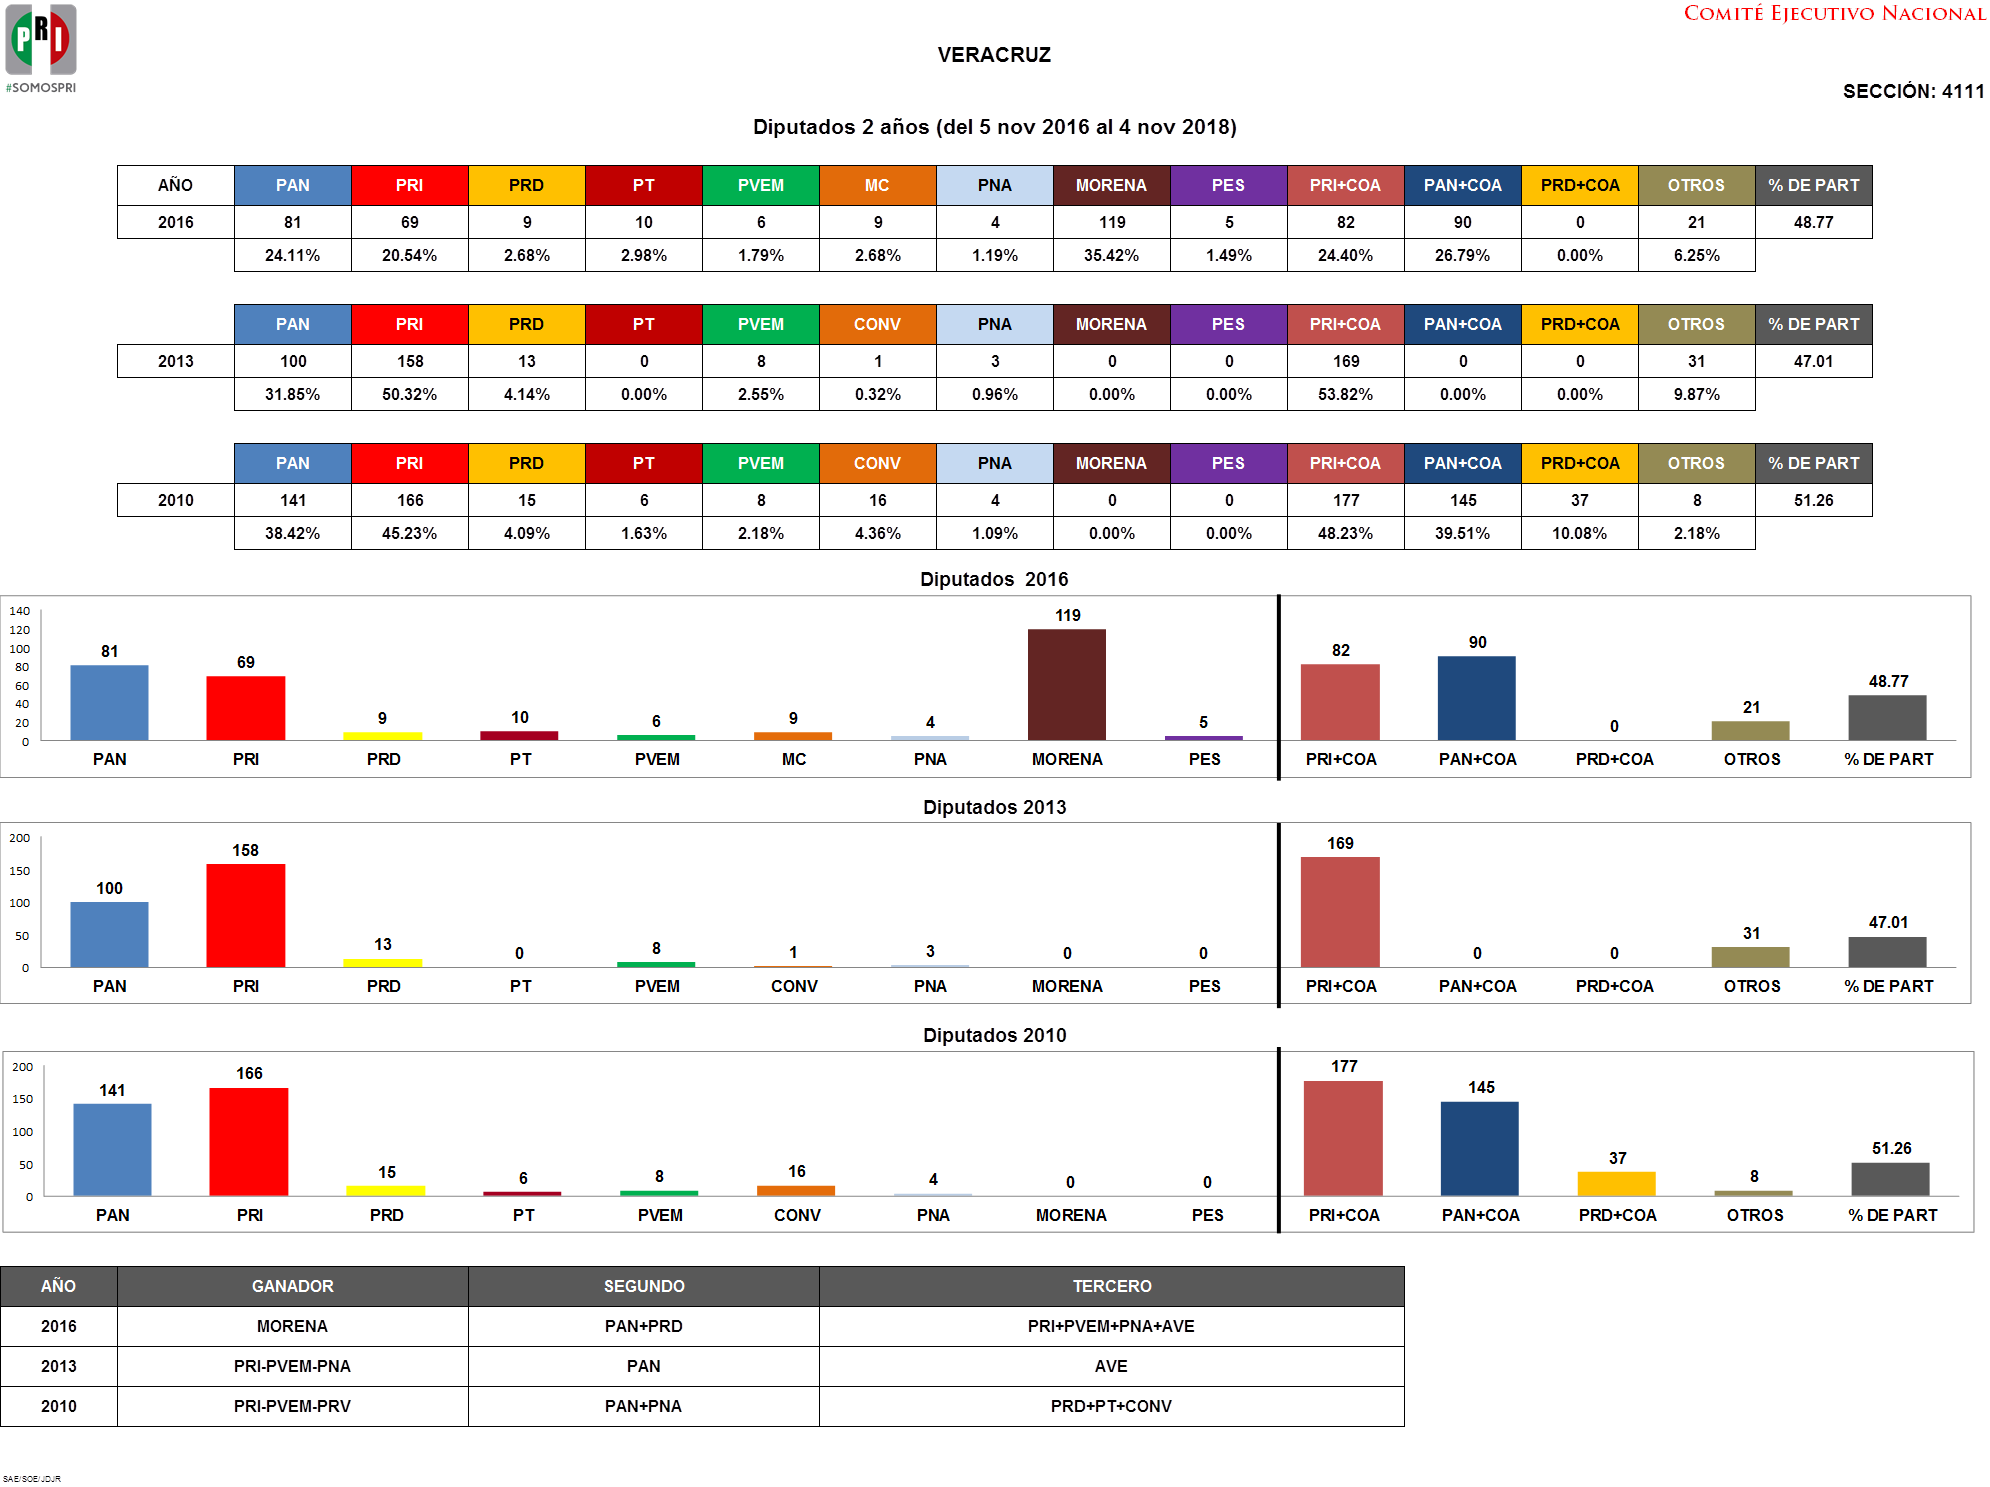 PRI
#SOMOSPRI
COMITÉ EJECUTIVO NACIONAL
VERACRUZ
SECCIÓN: 4111
Diputados 2 años (del 5 nov 2016 al 4 nov 2018)
AÑO PAN PRI PRD PT PVEM MC PNA MORENA PES PRI+COA PAN+COA PRD+COA OTROS % DE PART
2016 81 69 9 10 6 9 4 119 5 82 90 0 21 48.77
24.11% 20.54% 2.68% 2.98% 1.79% 2.68% 1.19% 35.42% 1.49% 24.40% 26.79% 0.00% 6.25%
PAN PRI PRD PT PVEM CONV PNA MORENA PES PRI+COA PAN+COA PRD+COA OTROS % DE PART
2013 100 158 13 0 8 1 3 0 0 169 0 0 31 47.01
31.85% 50.32% 4.14% 0.00% 2.55% 0.32% 0.96% 0.00% 0.00% 53.82% 0.00% 0.00% 9.87%
PAN PRI PRD PT PVEM CONV PNA MORENA PES PRI+COA PAN+COA PRD+COA OTROS % DE PART
2010 141 166 15 6 8 16 4 0 0 177 145 37 8 51.26
38.42% 45.23% 4.09% 1.63% 2.18% 4.36% 1.09% 0.00% 0.00% 48.23% 39.51% 10.08% 2.18%
Diputados 2016
140
120
100
80
60
40
20
0
81 69 9 10 6 9 4 119 5 82 90 0 21 48.77
PAN PRI PRD PT PVEM MC PNA MORENA PES PRI+COA PAN+COA PRD+COA OTROS % DE PART
Diputados 2013
200
150
100
50
0
100 158 13 0 8 1 3 0 0 169 0 0 31 47.01
PAN PRI PRD PT PVEM CONV PNA MORENA PES PRI+COA PAN+COA PRD+COA OTROS % DE PART
Diputados 2010
200
150
100
50
0
141 166 15 6 8 16 4 0 0 177 145 37 8 51.26
PAN PRI PRD PT PVEM CONV PNA MORENA PES PRI+COA PAN+COA PRD+COA OTROS % DE PART
AÑO GANADOR SEGUNDO TERCERO
2016 MORENA PAN+PRD PRI+PVEM+PNA+AVE
2013 PRI-PVEM-PNA PAN AVE
2010 PRI-PVEM-PRV PAN+PNA PRD+PT+CONV
SAE/SOE/JDJR